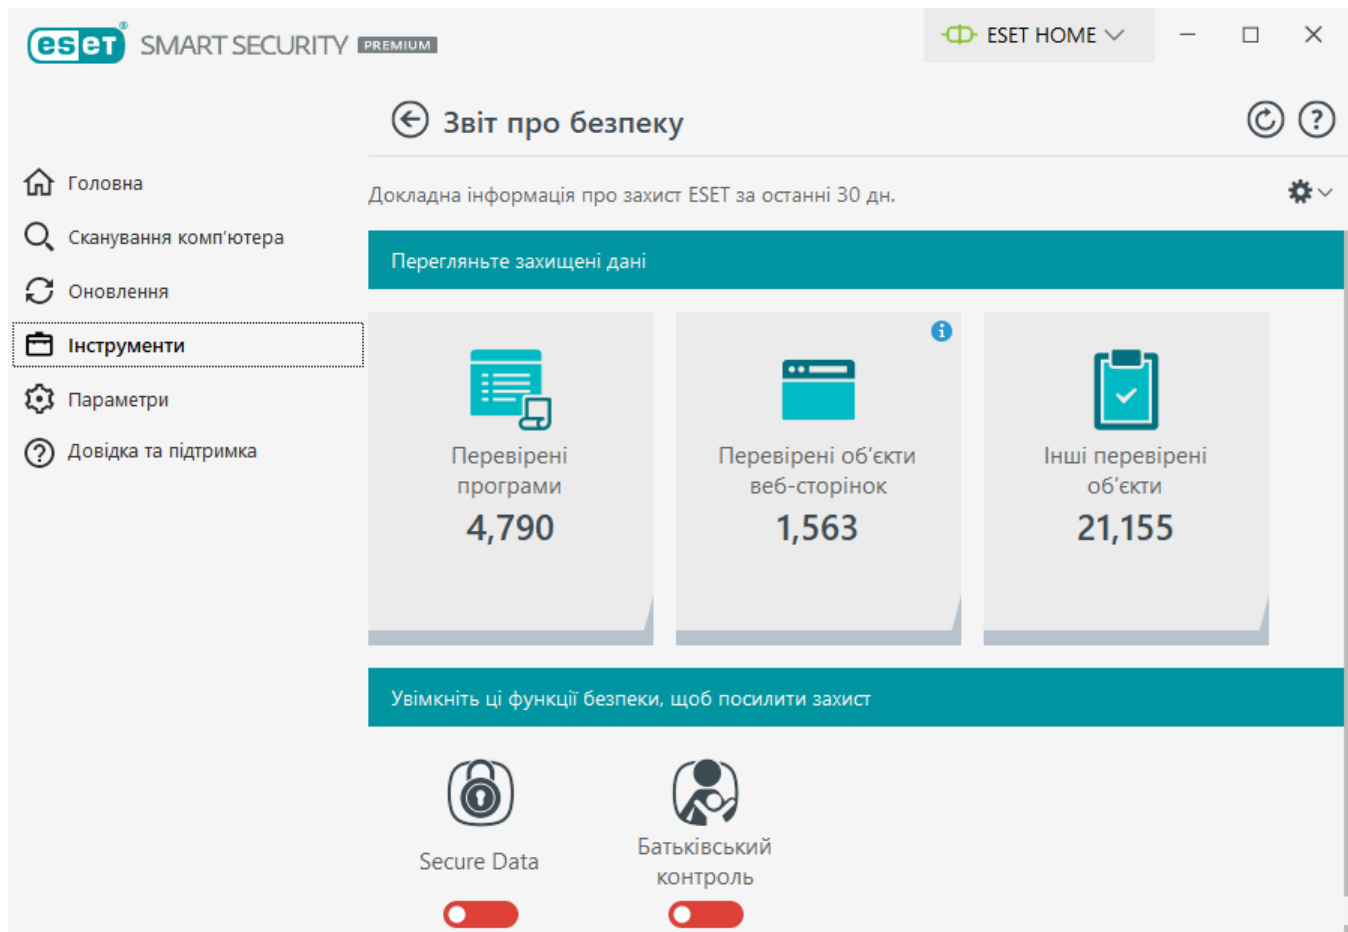 eset® SMART SECURITY PREMIUM
ESET HOME
Звіт про безпеку
Головна
Сканування комп'ютера
Оновлення
Інструменти
Параметри
Довідка та підтримка
Докладна інформація про захист ESET за останні 30 дн.
Перегляньте захищені дані
Перевірені
програми
4,790
Перевірені об'єкти
веб-сторінок
1,563
Інші перевірені
об'єкти
21,155
Увімкніть ці функції безпеки, щоб посилити захист
Secure Data
Батьківський
контроль